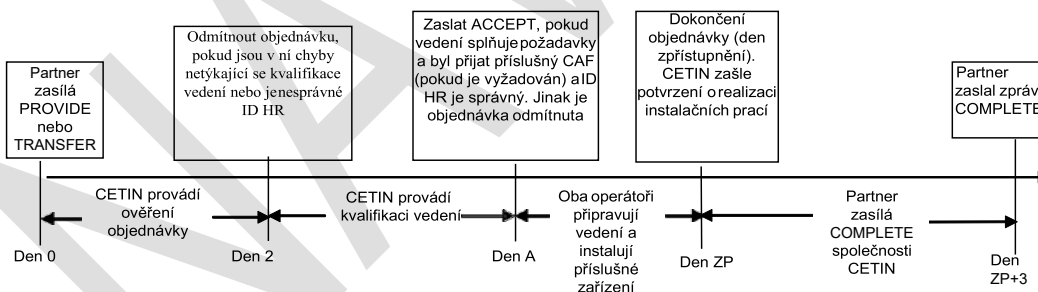 Partner
zasílá
PROVIDE
nebo
TRANSFER
Odmítnout objednávku,
pokud jsou v ní chyby
netýkající se kvalifikace
vedení nebo jenesprávné
ID HR
Zaslat ACCEPT, pokud
vedení splňuje požadavky
a byl přijat příslušný CAF
(pokud je vyžadován) a ID
HR je správný. Jinak je
objednávka odmítnuta
Dokončení
objednávky (den
zpřístupnění).
CETIN zašle
potvrzení o realizaci
instalačních prací
Partner
zaslal zpráv
COMPLETE
CETIN provádí
ověření
objednávky
CETIN provádí
kvalifikaci vedení
Oba operátoři
připravují
vedení a
instalují
příslušné
zařízení
Partner
zasílá
COMPLETE
společnosti
CETIN
Den 0
Den 2
Den A
Den ZP
Den
ZP+3